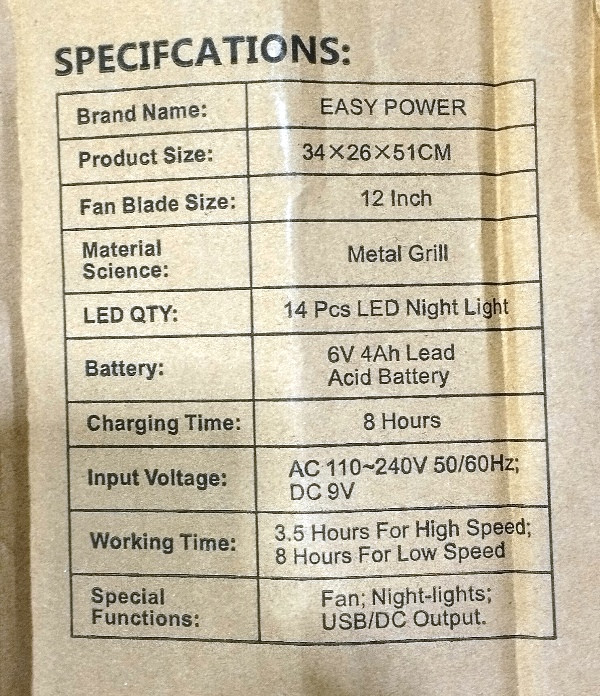 SPECIFCATIONS:
Brand Name: EASY POWER
Product Size: 34×26×51CM
Fan Blade Size: 12 Inch
Material
Science:
Metal Grill
LED QTY: 14 Pcs LED Night Light
Battery:
6V 4Ah Lead
Acid Battery
Charging Time: 8 Hours
Input Voltage:
AC 110~240V 50/60Hz;
DC 9V
Working Time:
3.5 Hours For High Speed;
8 Hours For Low Speed
Special
Functions:
Fan; Night-lights;
USB/DC Output.